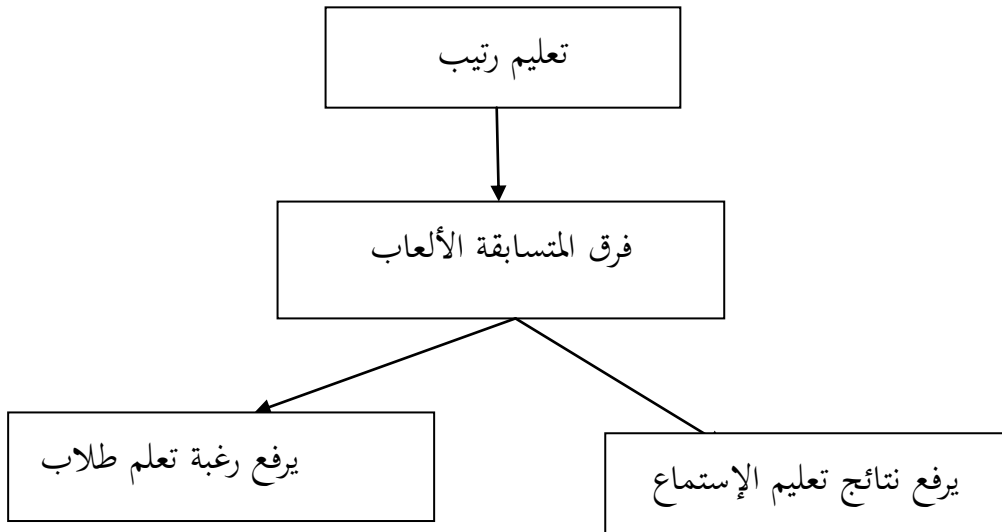 تعليم رتيب
فرق المتسابقة الألعاب
يرفع رغبة تعلم طلاب
يرفع نتائج تعليم الإستماع